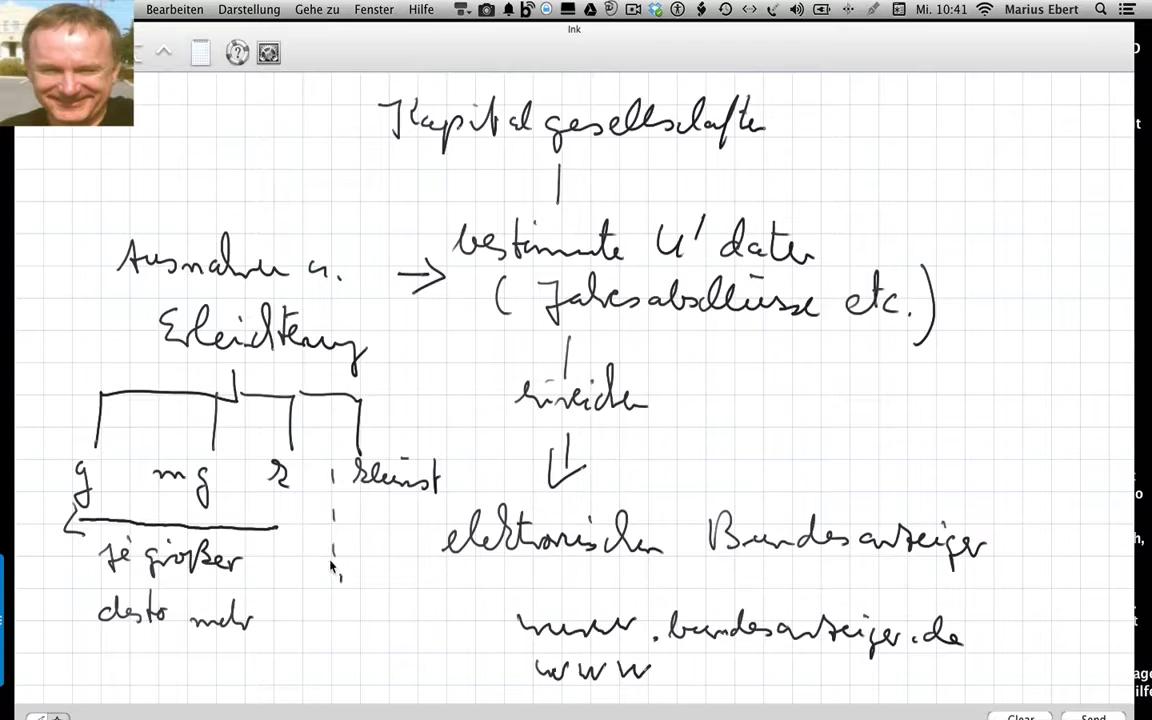 Bearbeiten Darstellung Gehe zu Fenster Hilfe Mi. 10:41 Marius Ebert
Ink
Kapitalgesellschaften
bestimmte U'daten
(Jahresabschlüsse etc.)
einreichen
elektronischen Bundesanzeiger
www.bundesanzeiger.de
www
Ausnahmen u.
Erleichterung
g mg k kleinst
je größer
desto mehr
Clear Send